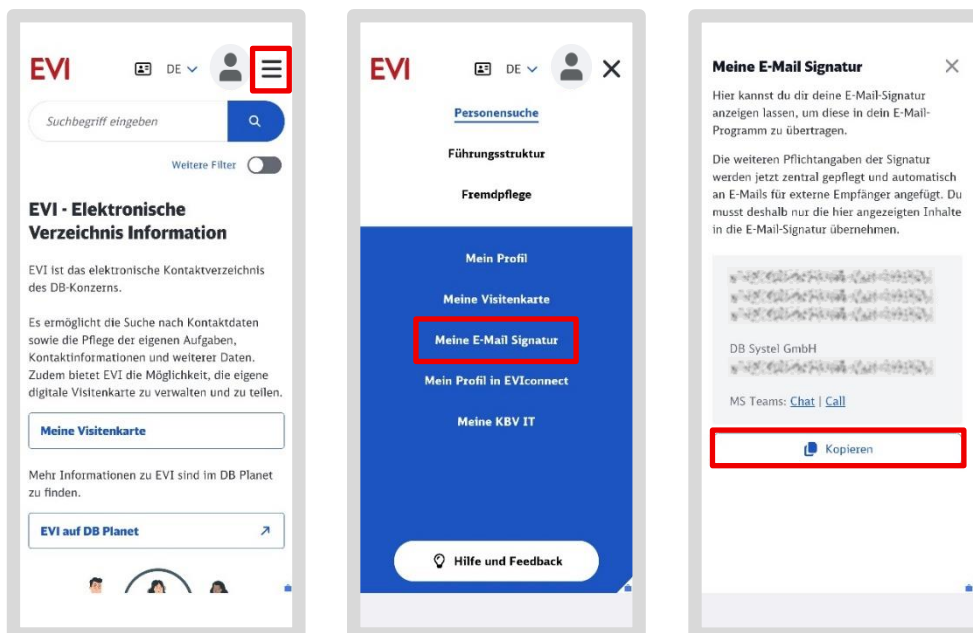 EVI
DE
Suchbegriff eingeben
Weitere Filter
EVI - Elektronische
Verzeichnis Information
EVI ist das elektronische Kontaktverzeichnis
des DB-Konzerns.
Es ermöglicht die Suche nach Kontaktdaten
sowie die Pflege der eigenen Aufgaben,
Kontaktinformationen und weiterer Daten.
Zudem bietet EVI die Möglichkeit, die eigene
digitale Visitenkarte zu verwalten und zu teilen.
Meine Visitenkarte
Mehr Informationen zu EVI sind im DB Planet
zu finden.
EVI auf DB Planet
EVI
DE
Personensuche
Führungsstruktur
Fremdpflege
Mein Profil
Meine Visitenkarte
Meine E-Mail Signatur
Mein Profil in EVIconnect
Meine KBV IT
Hilfe und Feedback
Meine E-Mail Signatur
Hier kannst du dir deine E-Mail-Signatur
anzeigen lassen, um diese in dein E-Mail-
Programm zu übertragen.
Die weiteren Pflichtangaben der Signatur
werden jetzt zentral gepflegt und automatisch
an E-Mails für externe Empfänger angefügt. Du
musst deshalb nur die hier angezeigten Inhalte
in die E-Mail-Signatur übernehmen.
DB Systel GmbH
MS Teams: Chat | Call
Kopieren